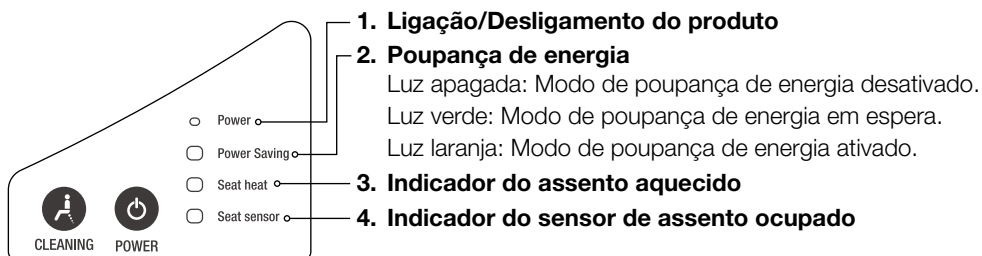 1. Ligação/Desligamento do produto
2. Poupança de energia
Luz apagada: Modo de poupança de energia desativado.
Luz verde: Modo de poupança de energia em espera.
Luz laranja: Modo de poupança de energia ativado.
3. Indicador do assento aquecido
4. Indicador do sensor de assento ocupado
Power
Power Saving
Seat heat
Seat sensor
CLEANING
POWER